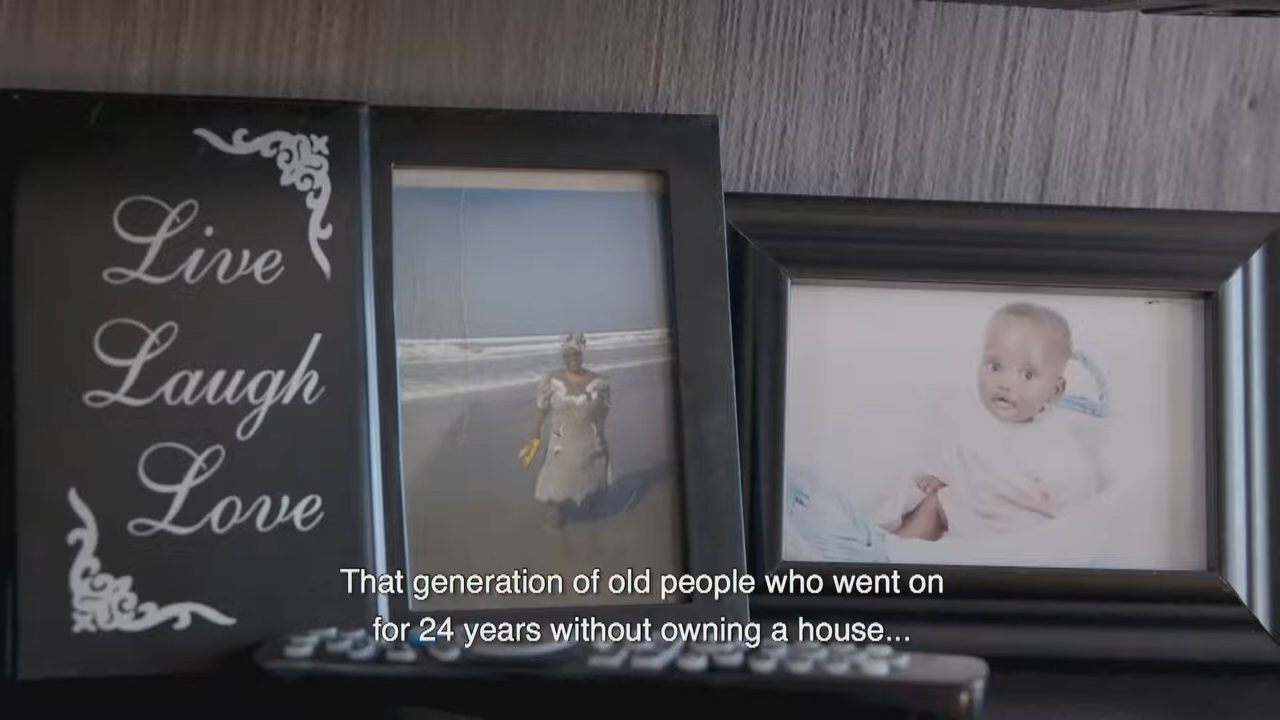 Live
Laugh
Love
That generation of old people who went on
for 24 years without owning a house...